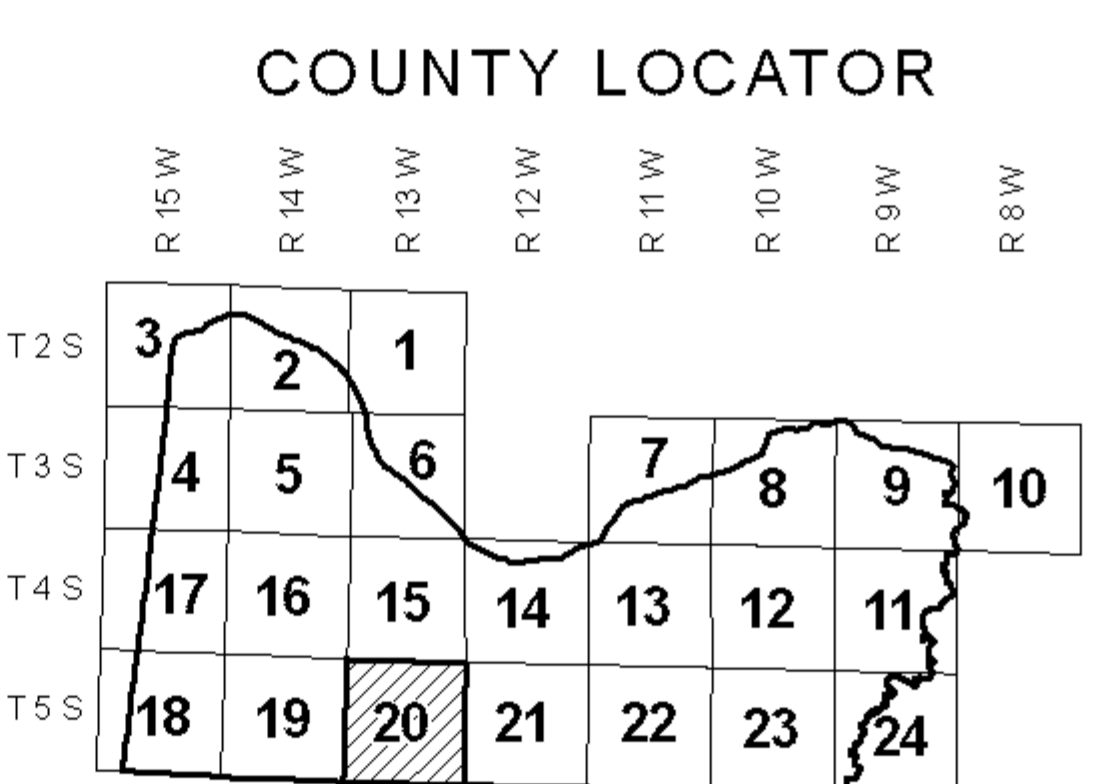 COUNTY LOCATOR
R 15 W R 14 W R 13 W R 12 W R 11 W R 10 W R 9 W R 8 W
T 2 S 3 2 1
T 3 S 4 5 6 7 8 9 10
T 4 S 17 16 15 14 13 12 11
T 5 S 18 19 20 21 22 23 24